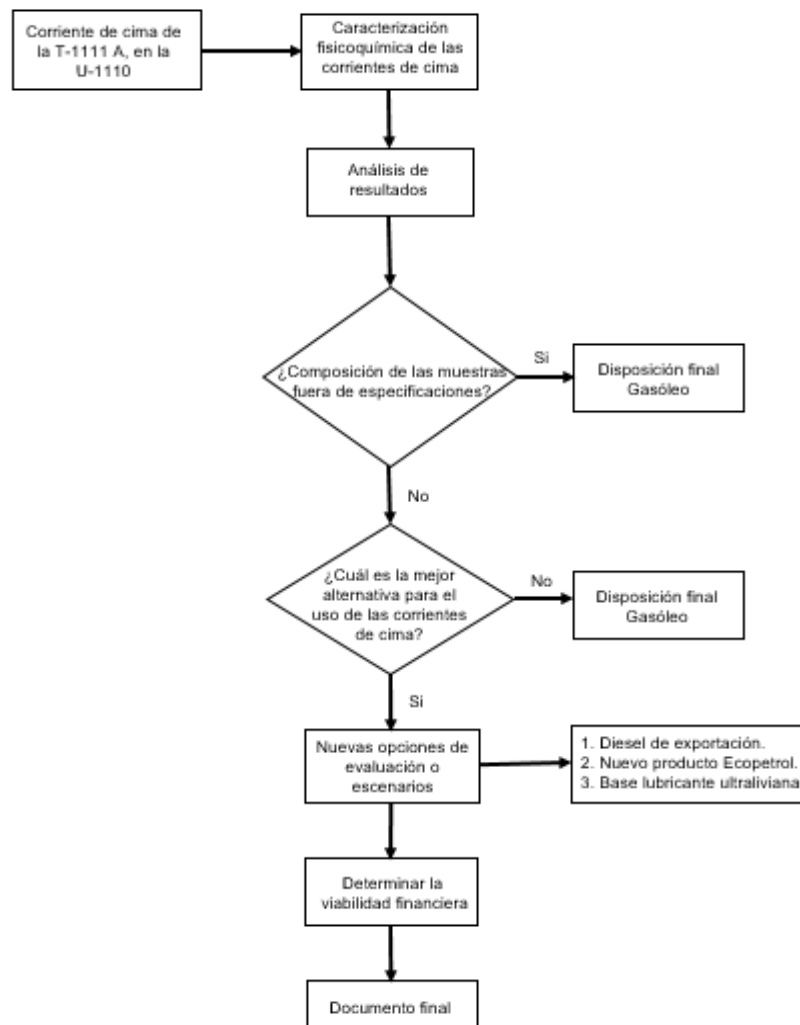 Corriente de cima de
la T-1111 A, en la
U-1110
Caracterización
fisicoquímica de las
corrientes de cima
Análisis de
resultados
¿Composición de las muestras
fuera de especificaciones?
Si
Disposición final
Gasóleo
No
¿Cuál es la mejor
alternativa para el
uso de las corrientes
de cima?
No
Disposición final
Gasóleo
Si
Nuevas opciones de
evaluación o
escenarios
1. Diesel de exportación.
2. Nuevo producto Ecopetrol.
3. Base lubricante ultraliviana
Determinar la
viabilidad financiera
Documento final